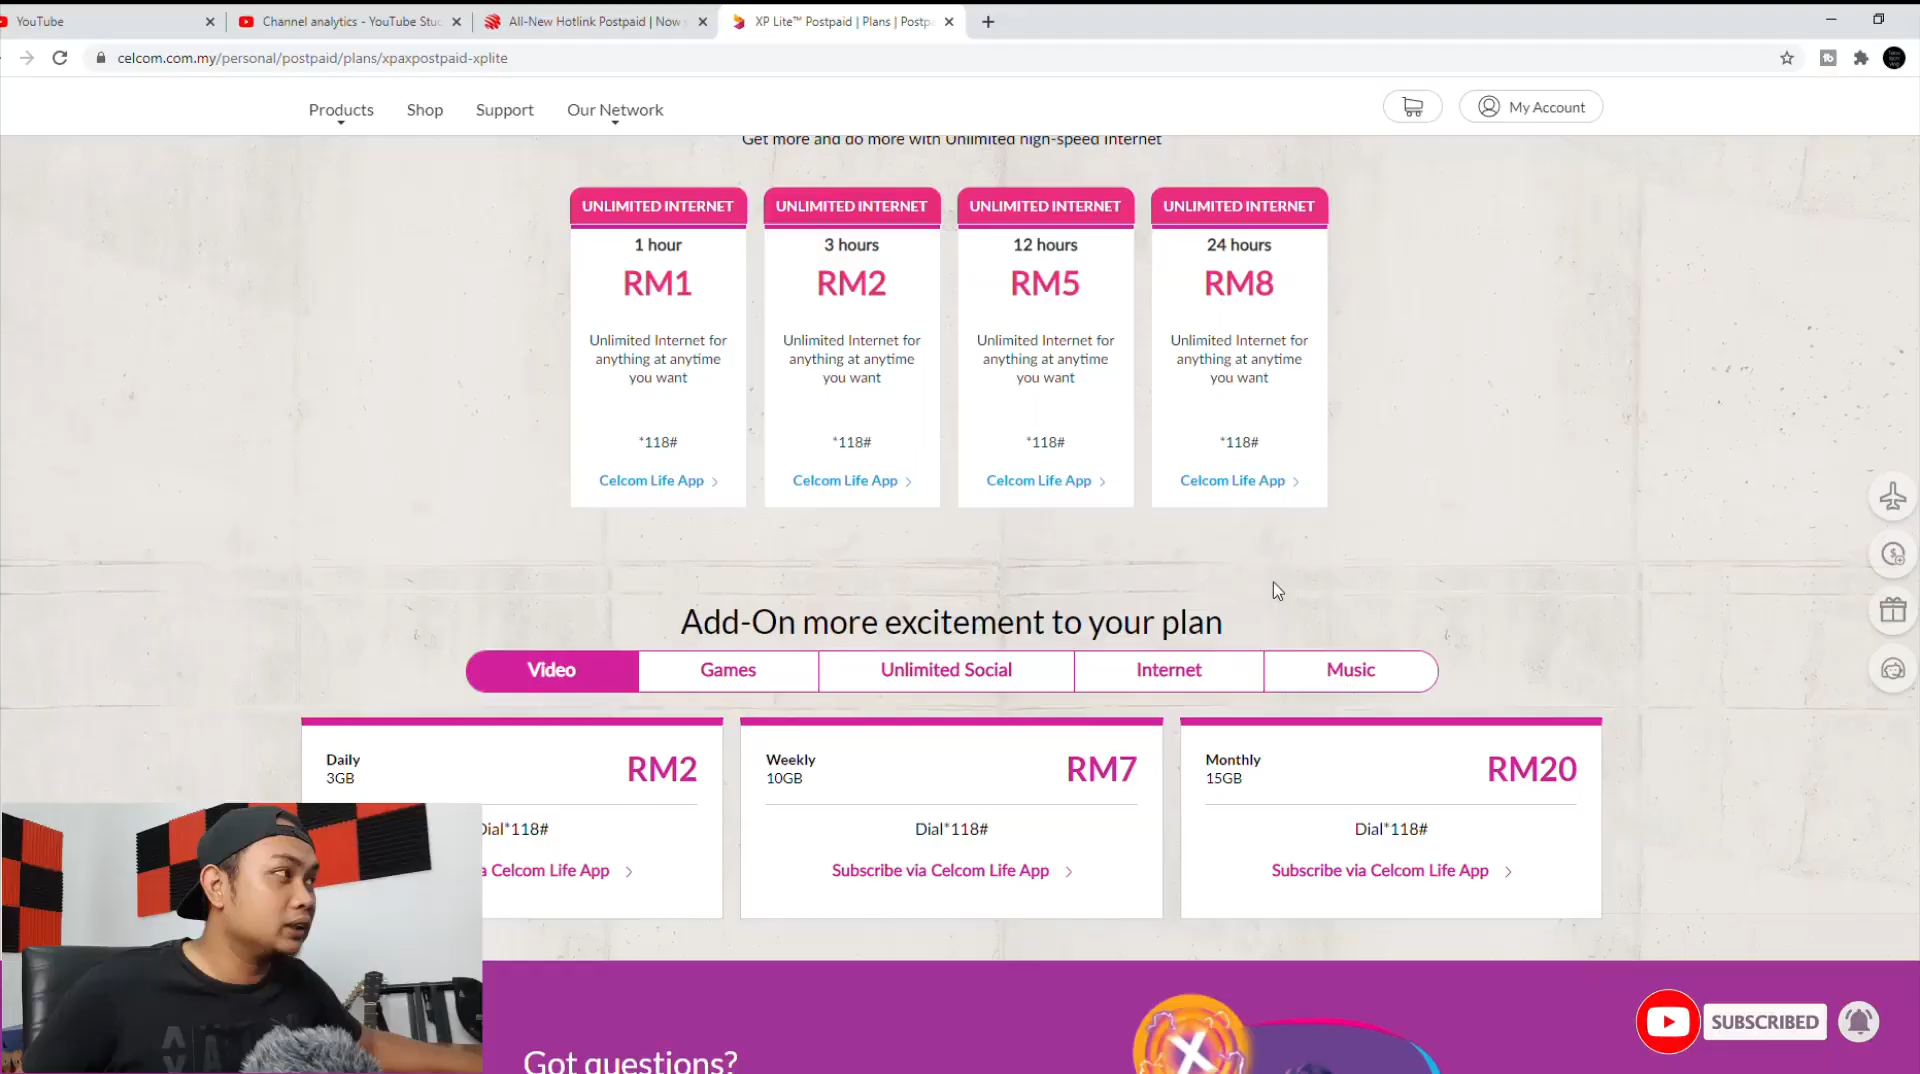 YouTube
Channel analytics - YouTube Stu
All-New Hotlink Postpaid | Now
XP Lite™ Postpaid | Plans | Postp
celcom.com.my/personal/postpaid/plans/xpaxpostpaid-xplite
Products
Shop
Support
Our Network
My Account
Get more and do more with Unlimited high-speed Internet
UNLIMITED INTERNET
1 hour
RM1
Unlimited Internet for
anything at anytime
you want
*118#
Celcom Life App
UNLIMITED INTERNET
3 hours
RM2
Unlimited Internet for
anything at anytime
you want
*118#
Celcom Life App
UNLIMITED INTERNET
12 hours
RM5
Unlimited Internet for
anything at anytime
you want
*118#
Celcom Life App
UNLIMITED INTERNET
24 hours
RM8
Unlimited Internet for
anything at anytime
you want
*118#
Celcom Life App
Add-On more excitement to your plan
Video
Games
Unlimited Social
Internet
Music
Daily
3GB
RM2
Dial*118#
a Celcom Life App
Weekly
10GB
RM7
Dial*118#
Subscribe via Celcom Life App
Monthly
15GB
RM20
Dial*118#
Subscribe via Celcom Life App
Got questions?
X
SUBSCRIBED